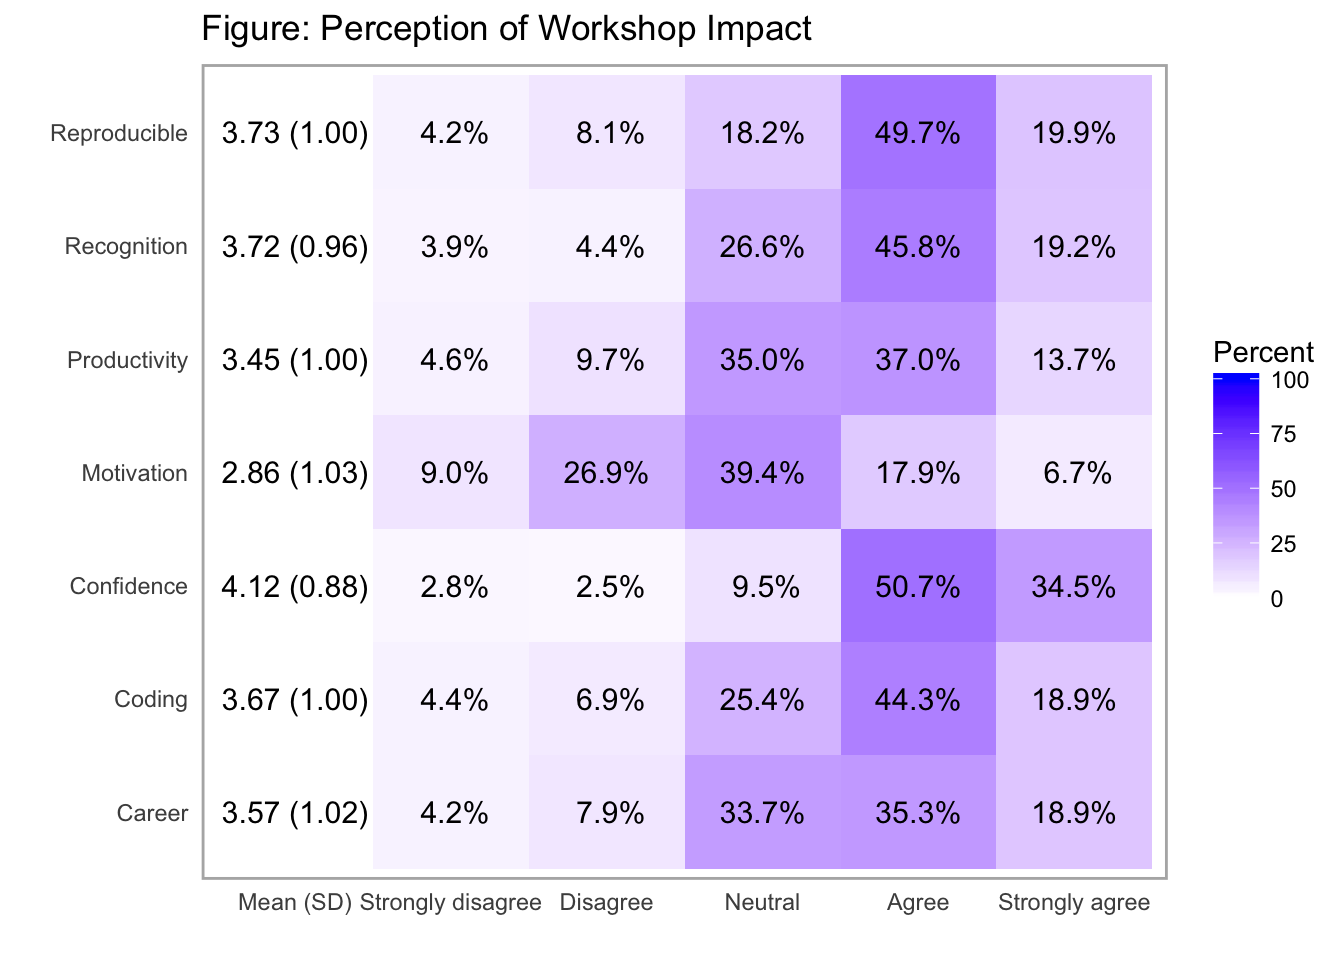 Figure: Perception of Workshop Impact
Reproducible 3.73 (1.00) 4.2% 8.1% 18.2% 49.7% 19.9%
Recognition 3.72 (0.96) 3.9% 4.4% 26.6% 45.8% 19.2%
Productivity 3.45 (1.00) 4.6% 9.7% 35.0% 37.0% 13.7%
Motivation 2.86 (1.03) 9.0% 26.9% 39.4% 17.9% 6.7%
Confidence 4.12 (0.88) 2.8% 2.5% 9.5% 50.7% 34.5%
Coding 3.67 (1.00) 4.4% 6.9% 25.4% 44.3% 18.9%
Career 3.57 (1.02) 4.2% 7.9% 33.7% 35.3% 18.9%
Mean (SD) Strongly disagree Disagree Neutral Agree Strongly agree
Percent
100
75
50
25
0